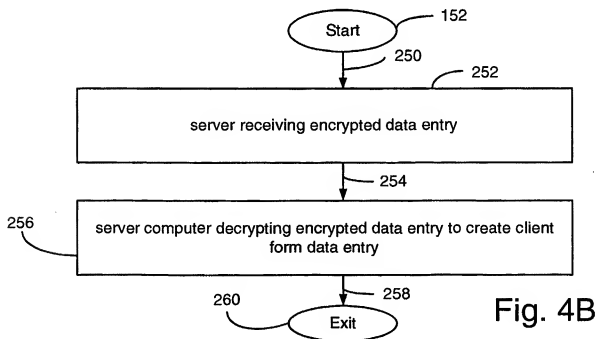 Start
152
250
252
server receiving encrypted data entry
254
256
server computer decrypting encrypted data entry to create client
form data entry
258
260
Exit
Fig. 4B